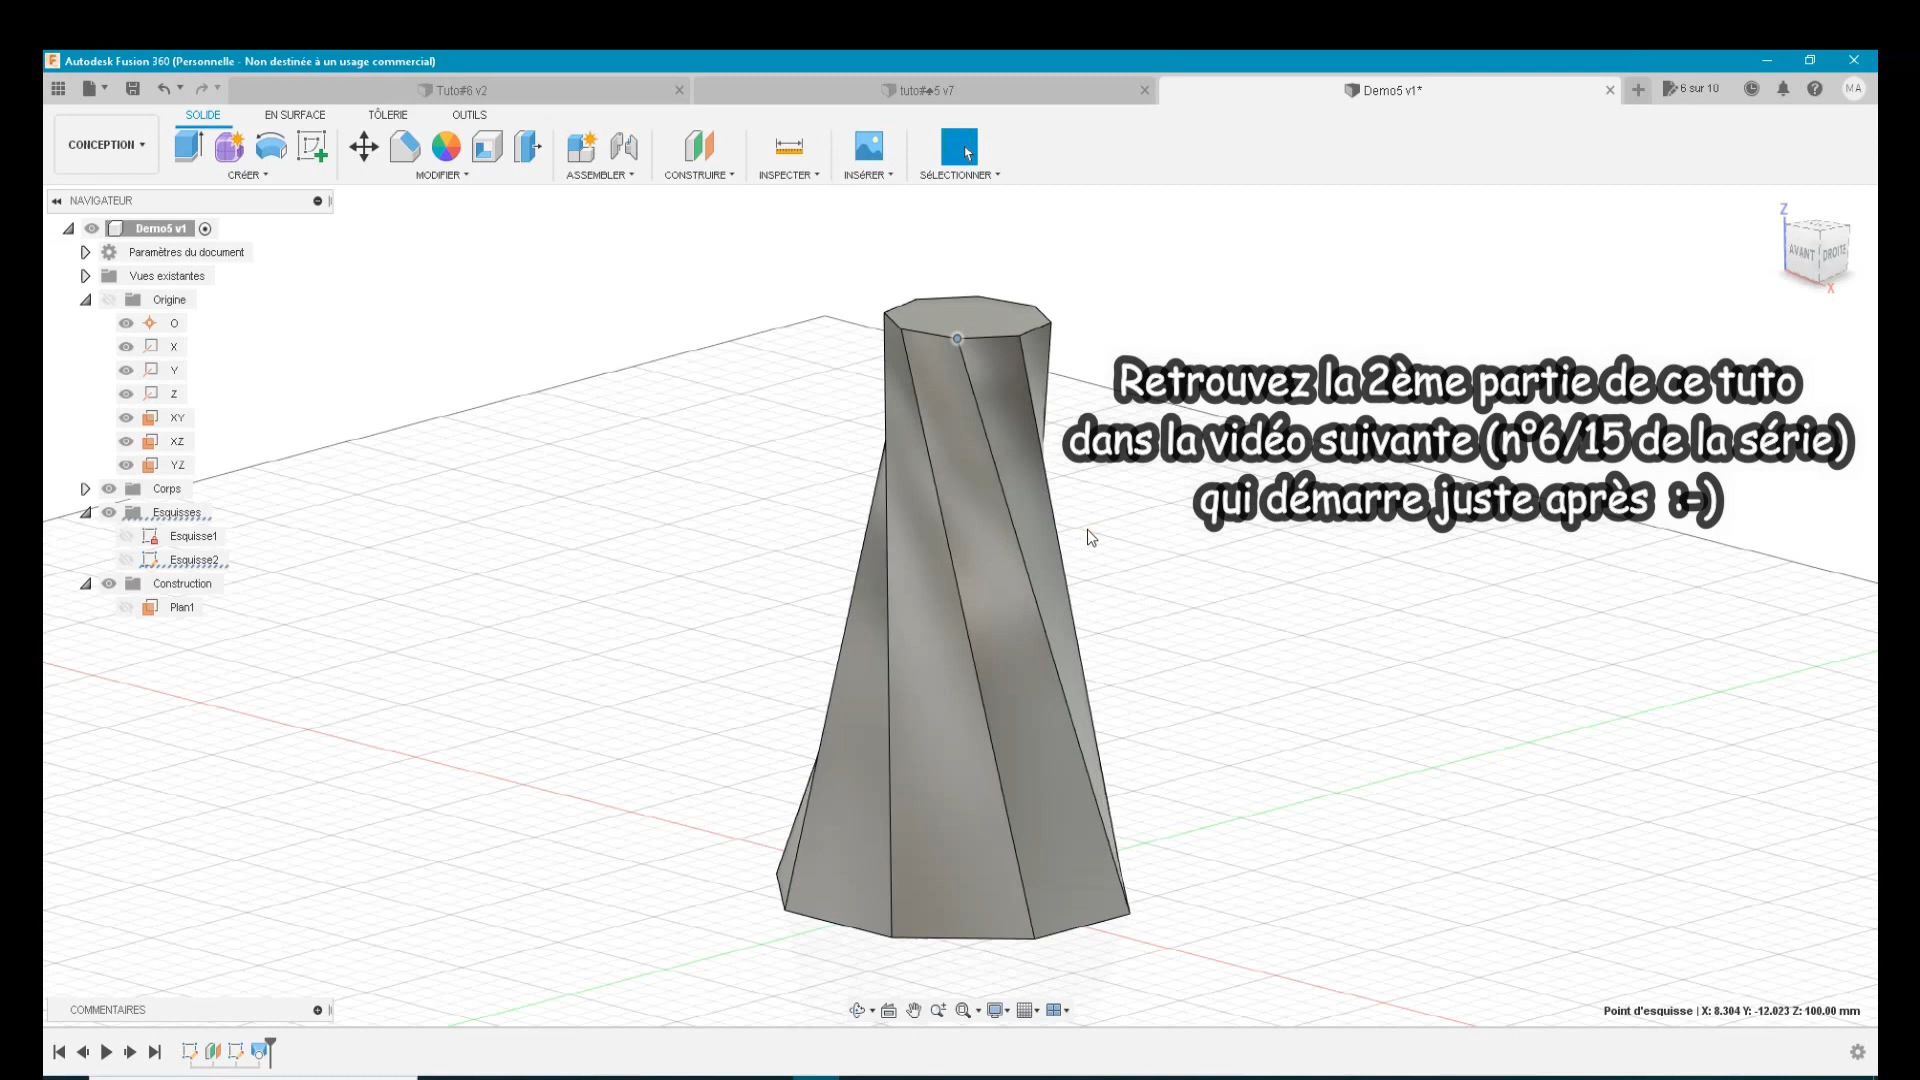 Autodesk Fusion 360 (Personnelle - Non destinée à un usage commercial)
Tuto#6 v2
tuto#♠5 v7
Demo5 v1*
6 sur 10
MA
SOLIDE
EN SURFACE
TÔLERIE
OUTILS
CONCEPTION
CRÉER
MODIFIER
ASSEMBLER
CONSTRUIRE
INSPECTER
INSÉRER
SÉLECTIONNER
NAVIGATEUR
Demo5 v1
Paramètres du document
Vues existantes
Origine
O
X
Y
Z
XY
XZ
YZ
Corps
Esquisses
Esquisse1
Esquisse2
Construction
Plan1
Z
AVANT
DROITE
X
Retrouvez la 2ème partie de ce tuto
dans la vidéo suivante (n°6/15 de la série)
qui démarre juste après :-)
COMMENTAIRES
Point d'esquisse | X: 8.304 Y: -12.023 Z: 100.00 mm